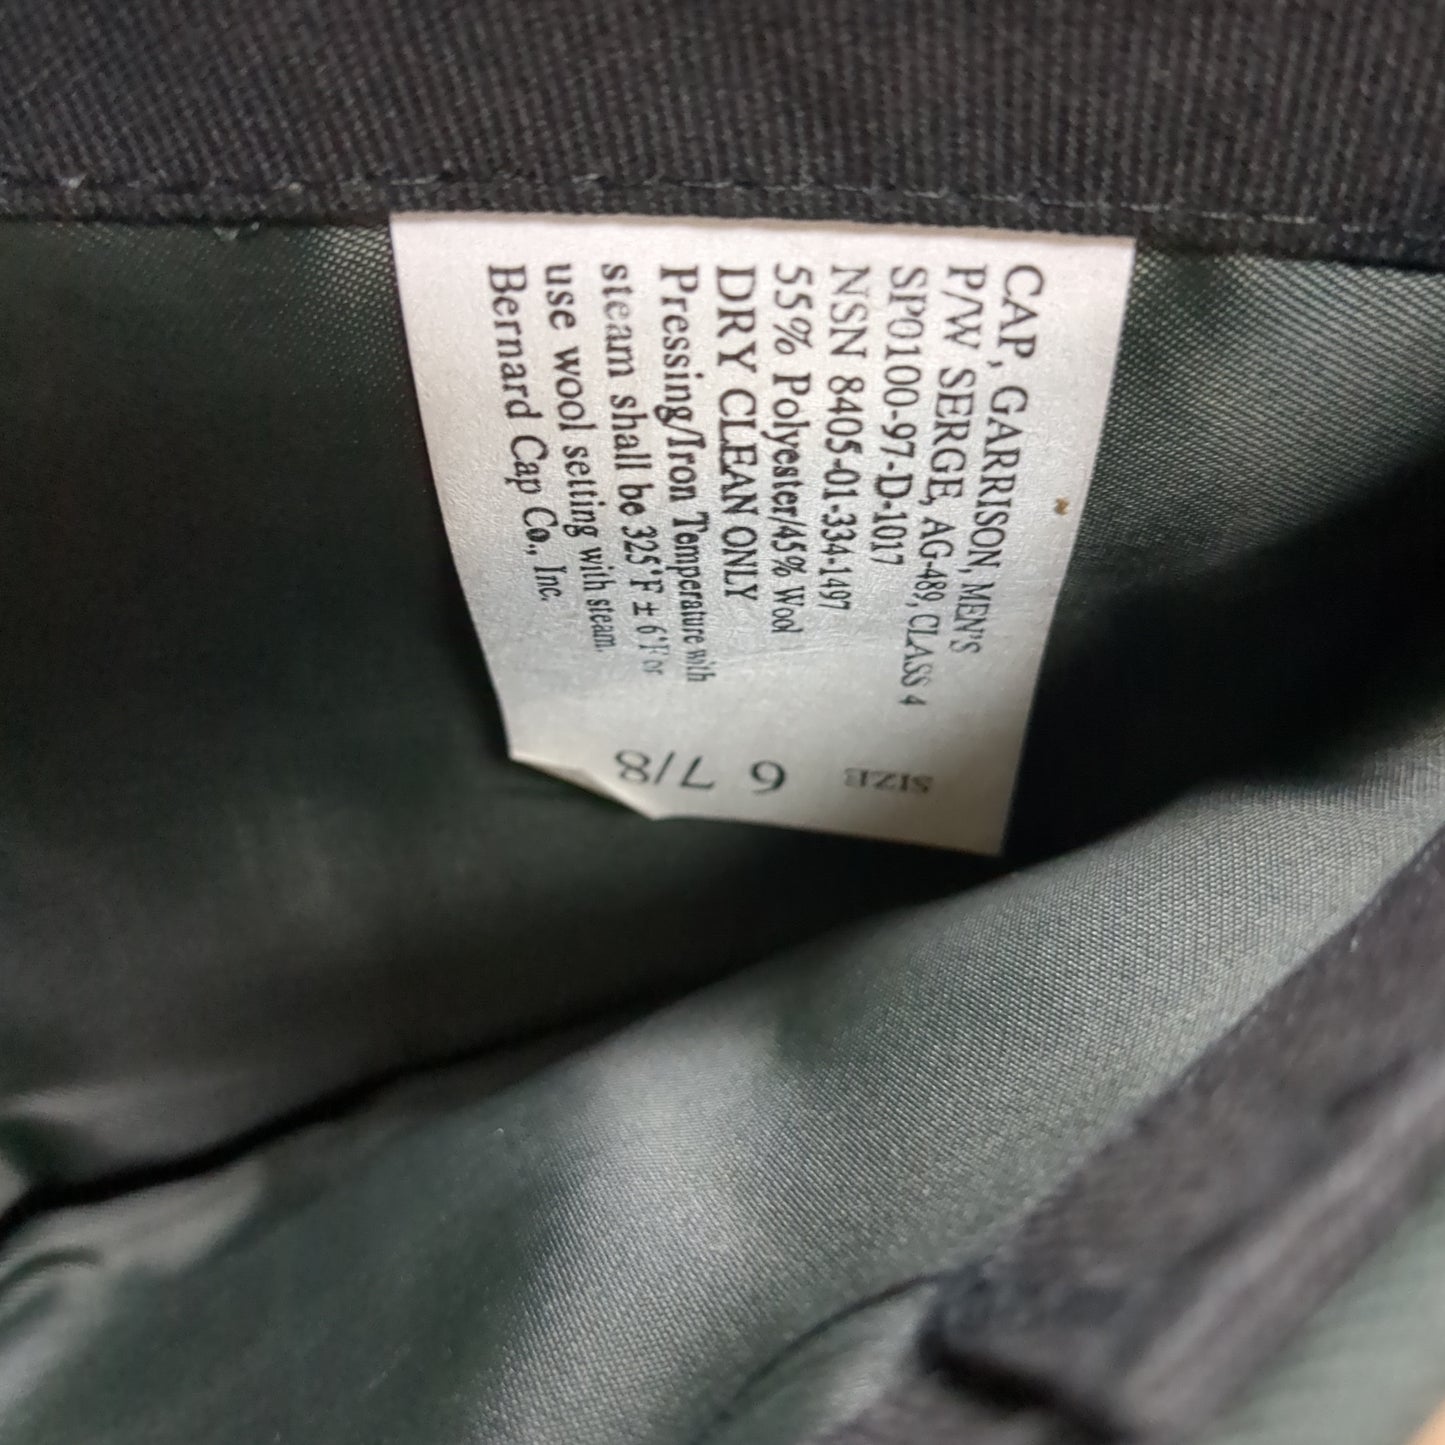 CAP, GARRISON, MEN'S
P/W SERGE, AG-489, CLASS 4
SP0100-97-D-1017
NSN 8405-01-334-1497
55% Polyester/45% Wool
DRY CLEAN ONLY
Pressing/Iron Temperature with
steam shall be 325°F ± 6°F or
use wool setting with steam.
Bernard Cap Co., Inc.
SIZE
6 7/8